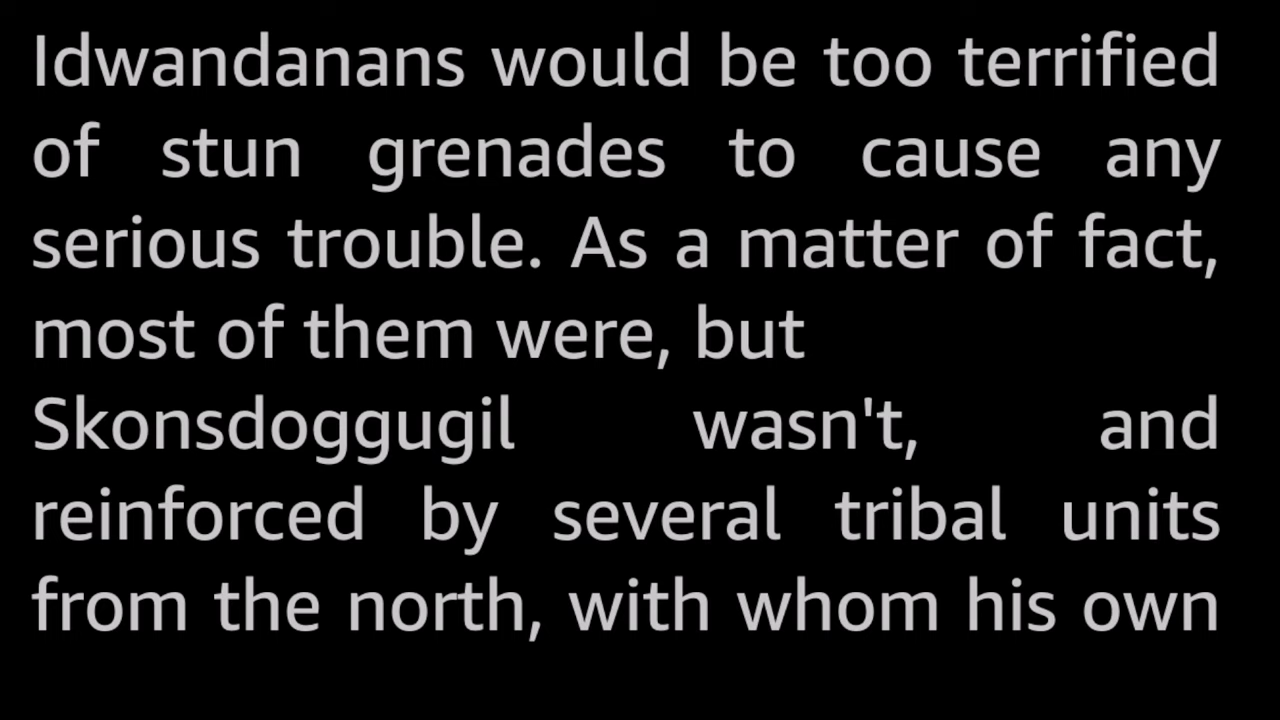 Idwandanans would be too terrified
of stun grenades to cause any
serious trouble. As a matter of fact,
most of them were, but
Skonsdoggugil wasn't, and
reinforced by several tribal units
from the north, with whom his own